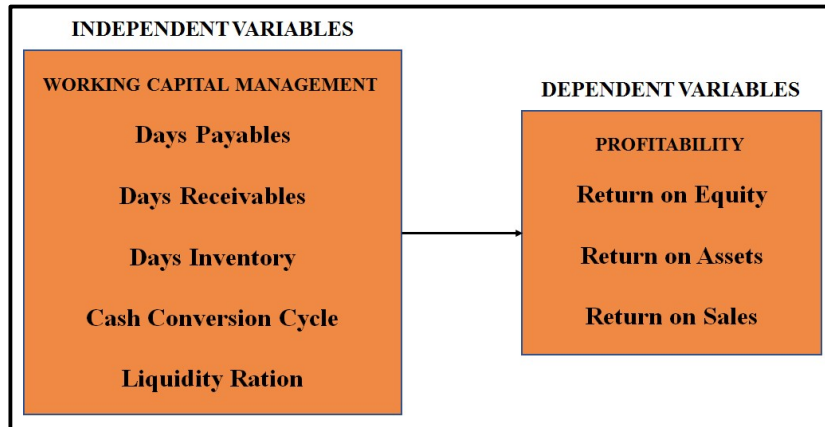 INDEPENDENT VARIABLES
WORKING CAPITAL MANAGEMENT
Days Payables
Days Receivables
Days Inventory
Cash Conversion Cycle
Liquidity Ration
DEPENDENT VARIABLES
PROFITABILITY
Return on Equity
Return on Assets
Return on Sales